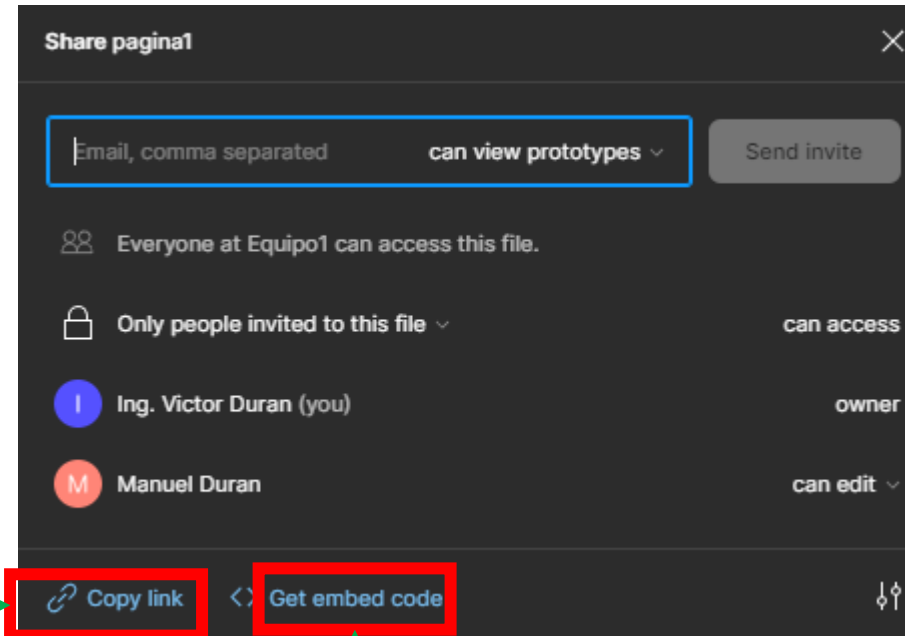 Share pagina1
Email, comma separated can view prototypes Send invite
Everyone at Equipo1 can access this file.
Only people invited to this file can access
I Ing. Victor Duran (you) owner
M Manuel Duran can edit
Copy link <> Get embed code